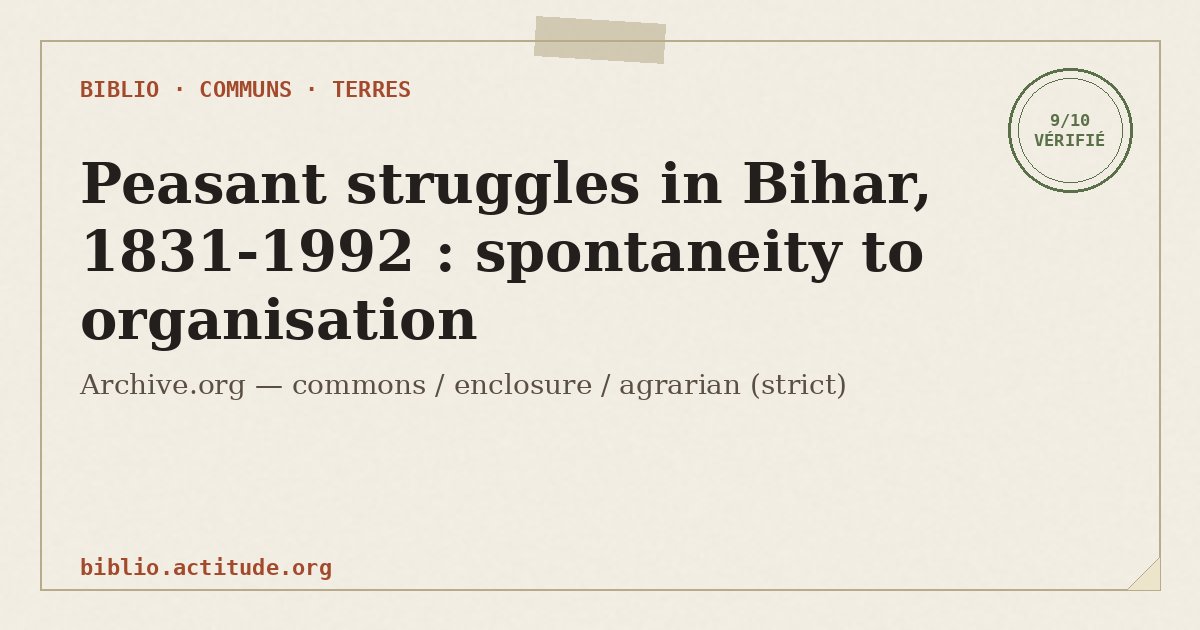 BIBLIO · COMMUNS · TERRES
9/10
VÉRIFIÉ
Peasant struggles in Bihar,
1831-1992 : spontaneity to
organisation
Archive.org — commons / enclosure / agrarian (strict)
biblio.actitude.org